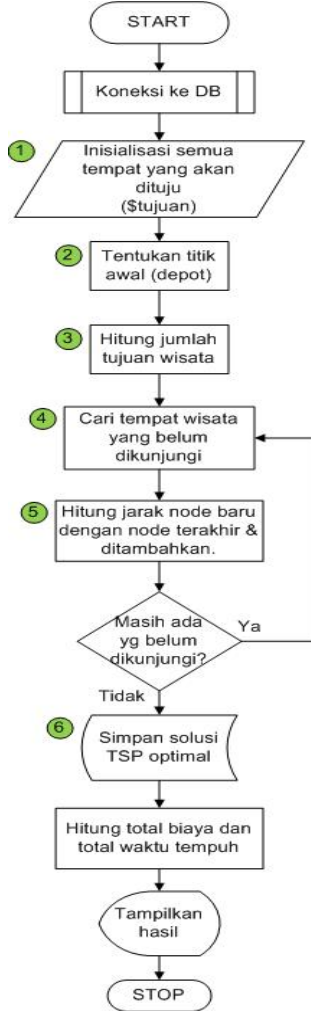 START
Koneksi ke DB
1
Inisialisasi semua
tempat yang akan
dituju
($tujuan)
2
Tentukan titik
awal (depot)
3
Hitung jumlah
tujuan wisata
4
Cari tempat wisata
yang belum
dikunjungi
5
Hitung jarak node baru
dengan node terakhir &
ditambahkan.
Masih ada
yg belum
dikunjungi?
Ya
Tidak
6
Simpan solusi
TSP optimal
Hitung total biaya dan
total waktu tempuh
Tampilkan
hasil
STOP